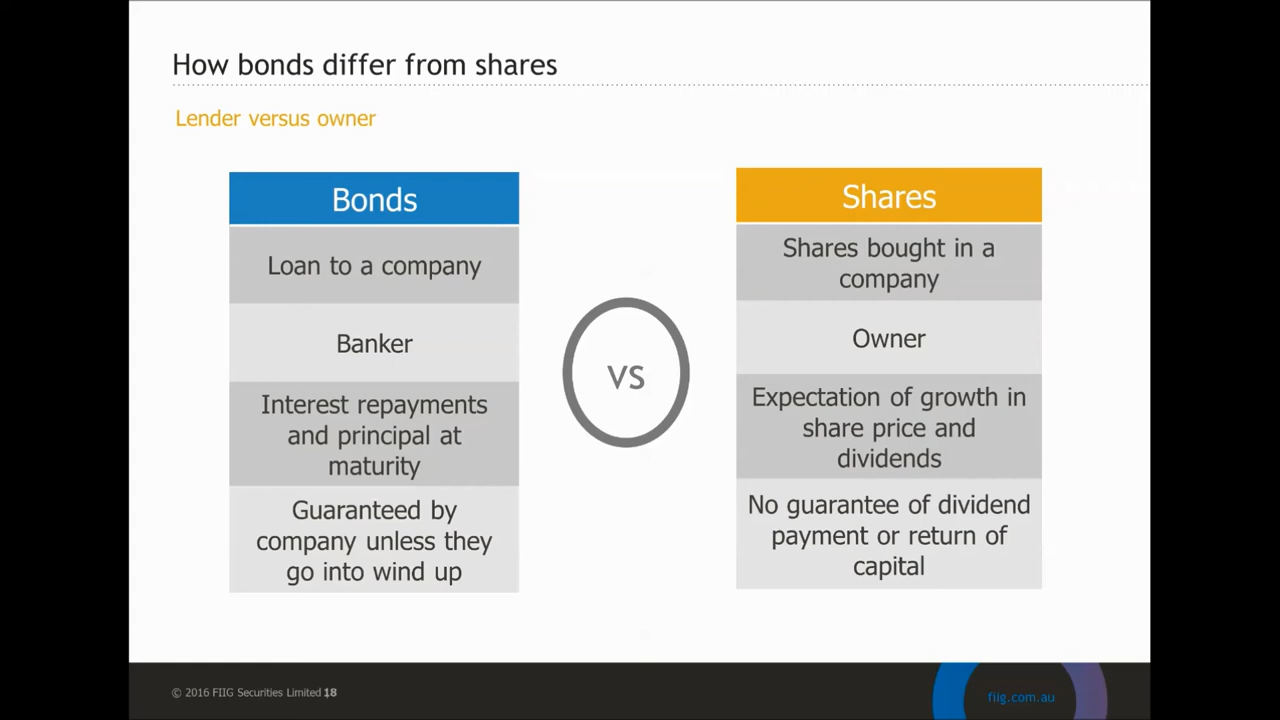 How bonds differ from shares
Lender versus owner
Bonds
Loan to a company
Banker
Interest repayments
and principal at
maturity
Guaranteed by
company unless they
go into wind up
vs
Shares
Shares bought in a
company
Owner
Expectation of growth in
share price and
dividends
No guarantee of dividend
payment or return of
capital
© 2016 FIIG Securities Limited 18
fiig.com.au